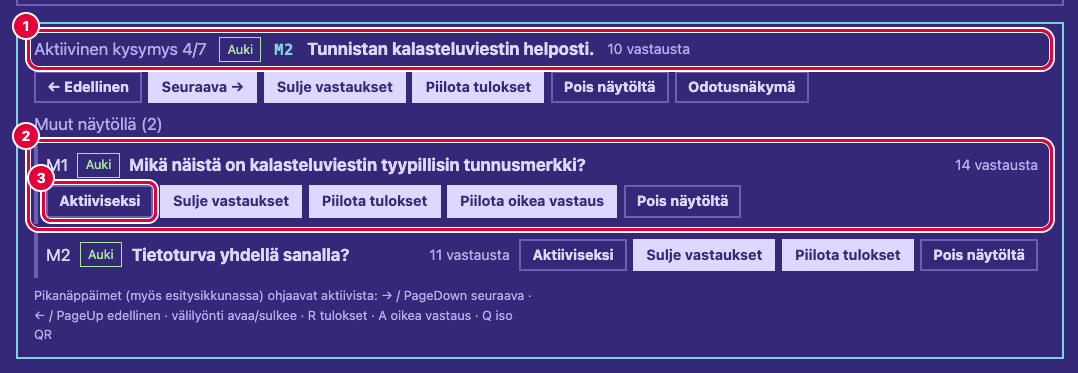 1
Aktiivinen kysymys 4/7 Auki M2 Tunnistan kalasteluviestin helposti. 10 vastausta
← Edellinen Seuraava → Sulje vastaukset Piilota tulokset Pois näytöltä Odotusnäkymä
Muut näytöllä (2)
2
M1 Auki Mikä näistä on kalasteluviestin tyypillisin tunnusmerkki? 14 vastausta
3
Aktiiviseksi Sulje vastaukset Piilota tulokset Piilota oikea vastaus Pois näytöltä
M2 Auki Tietoturva yhdellä sanalla? 11 vastausta Aktiiviseksi Sulje vastaukset Piilota tulokset Pois näytöltä
Pikanäppäimet (myös esitysikkunassa) ohjaavat aktiivista: → / PageDown seuraava ·
← / PageUp edellinen · välilyönti avaa/sulkee · R tulokset · A oikea vastaus · Q iso
QR